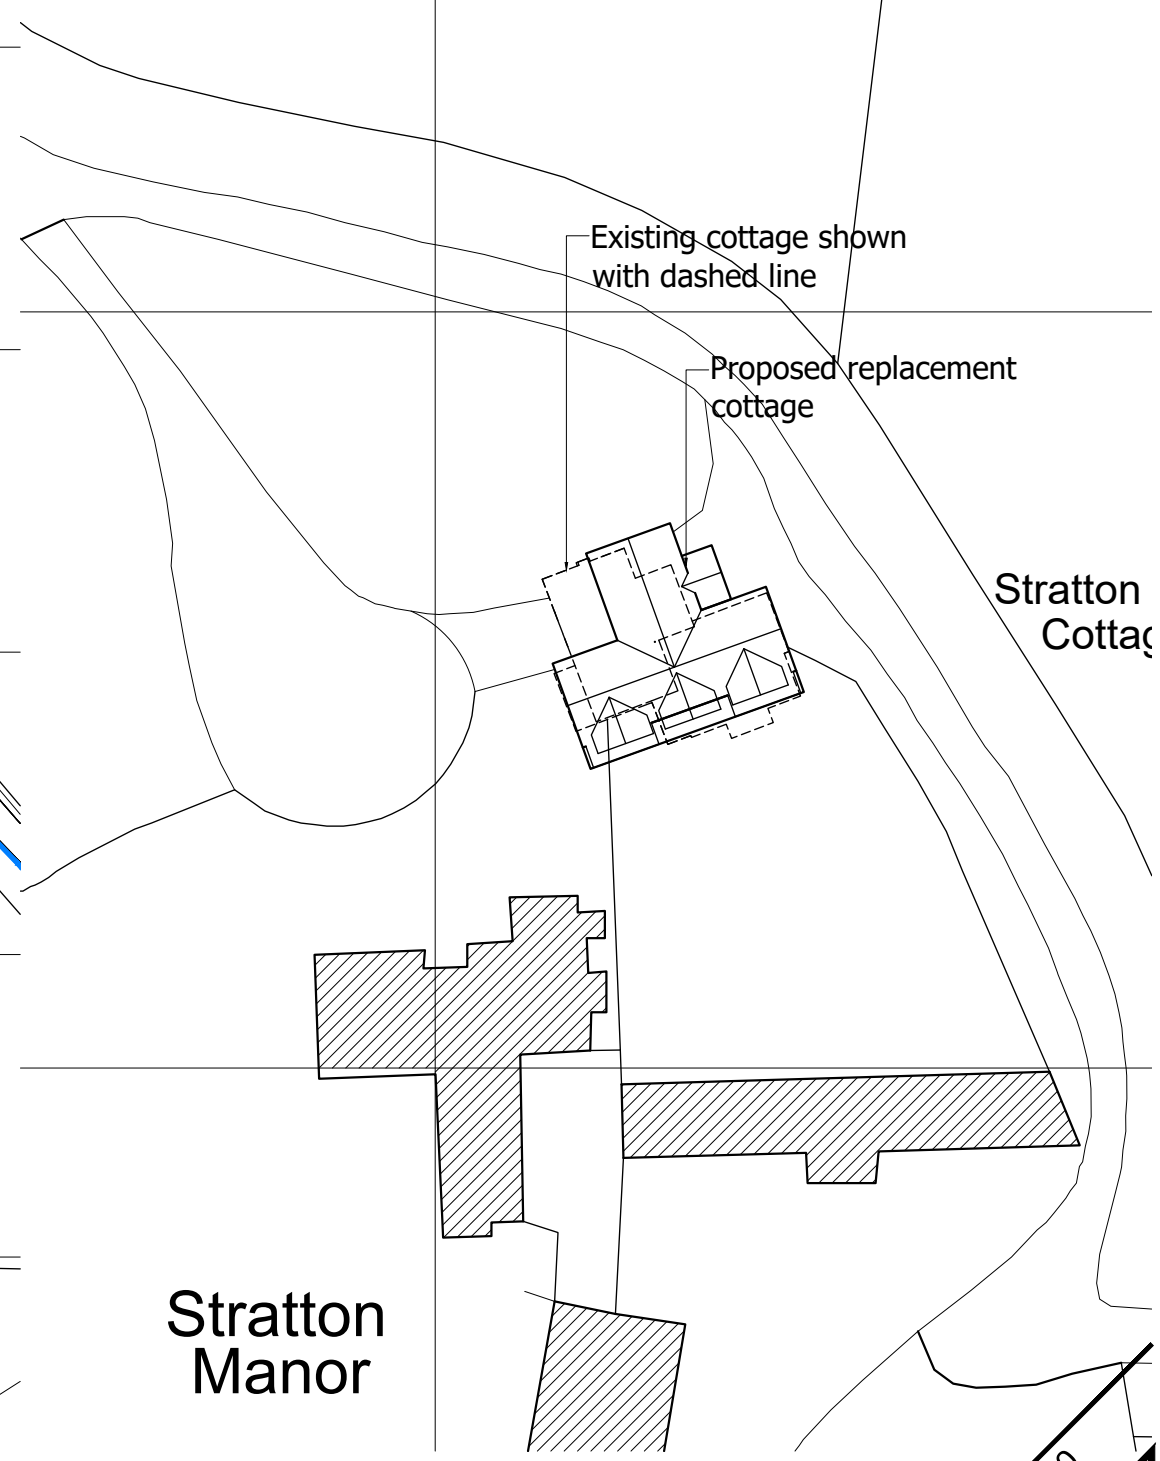 Existing cottage shown
with dashed line
Proposed replacement
cottage
Stratton
Stratton
Manor